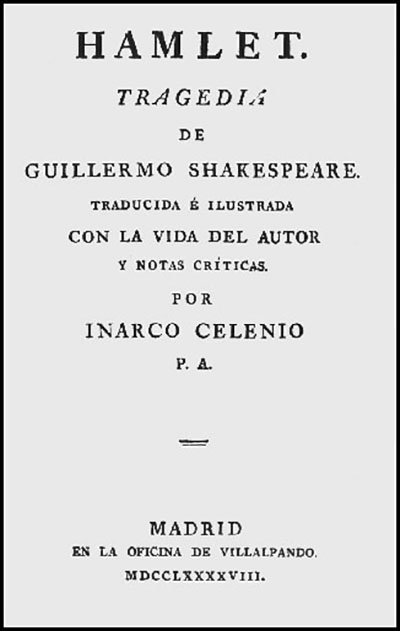 HAMLET.
TRAGEDIÁ
DE
GUILLERMO SHAKESPEARE.
TRADUCIDA É ILUSTRADA
CON LA VIDA DEL AUTOR
Y NOTAS CRÍTICAS.
POR
INARCO CELENIO
P. A.
MADRID
EN LA OFICINA DE VILLALPANDO.
MDCCLXXXXVIII.